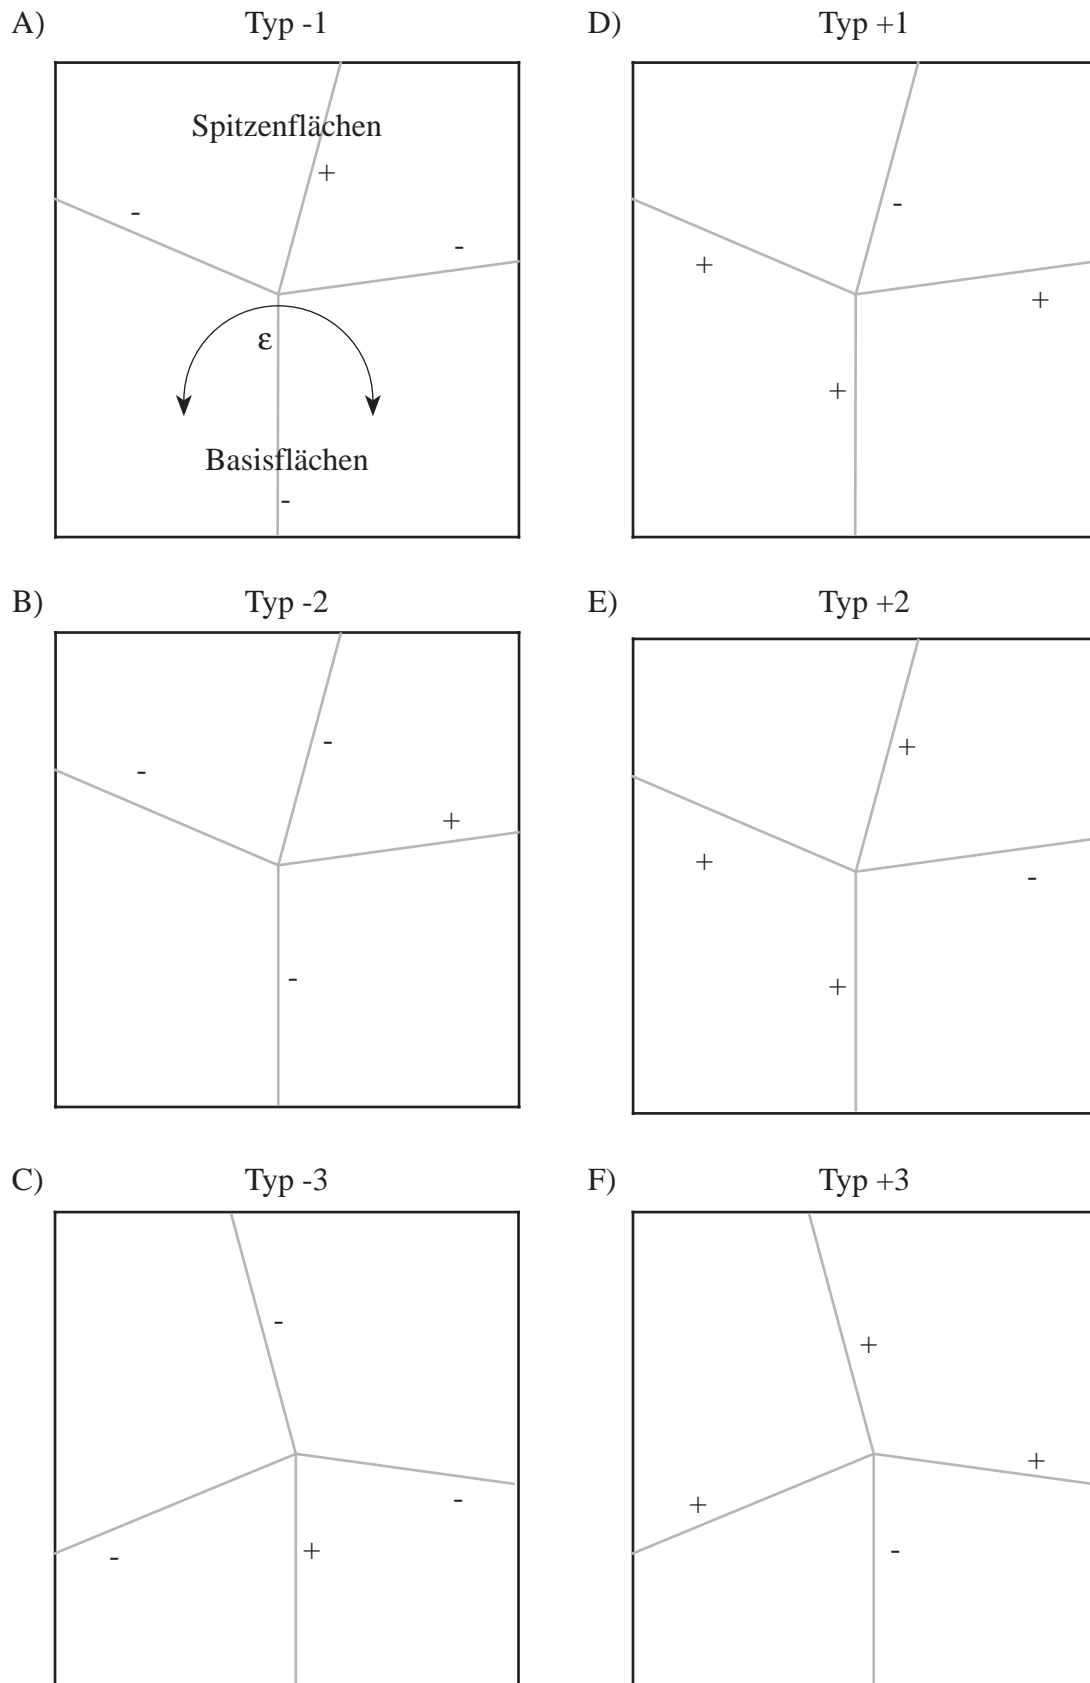 A) Typ -1
D) Typ +1
Spitzenflächen
+
-
-
ε
Basisflächen
-
-
+
+
+
B) Typ -2
E) Typ +2
-
-
+
-
+
+
-
+
C) Typ -3
F) Typ +3
-
-
-
+
+
+
+
-